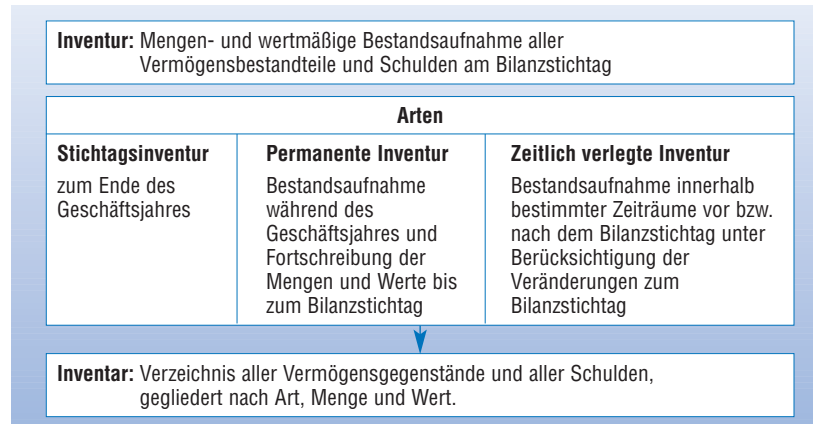 Inventur: Mengen- und wertmäßige Bestandsaufnahme aller
Vermögensbestandteile und Schulden am Bilanzstichtag
Arten
Stichtagsinventur
zum Ende des
Geschäftsjahres
Permanente Inventur
Bestandsaufnahme
während des
Geschäftsjahres und
Fortschreibung der
Mengen und Werte bis
zum Bilanzstichtag
Zeitlich verlegte Inventur
Bestandsaufnahme innerhalb
bestimmter Zeiträume vor bzw.
nach dem Bilanzstichtag unter
Berücksichtigung der
Veränderungen zum
Bilanzstichtag
Inventar: Verzeichnis aller Vermögensgegenstände und aller Schulden,
gegliedert nach Art, Menge und Wert.